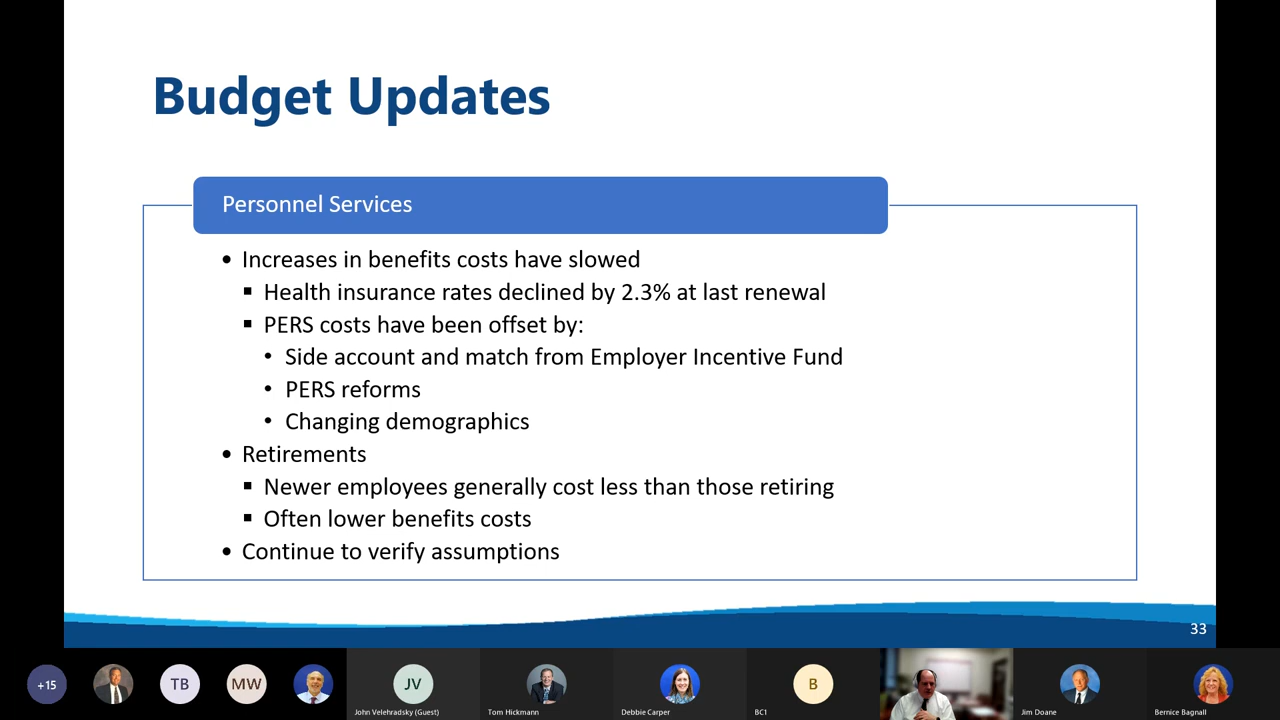 Budget Updates
Personnel Services
• Increases in benefits costs have slowed
▪ Health insurance rates declined by 2.3% at last renewal
▪ PERS costs have been offset by:
• Side account and match from Employer Incentive Fund
• PERS reforms
• Changing demographics
• Retirements
▪ Newer employees generally cost less than those retiring
▪ Often lower benefits costs
• Continue to verify assumptions
33
+15
TB
MW
JV
B
John Velehradsky (Guest)
Tom Hickmann
Debbie Carper
BC1
Jim Doane
Bernice Bagnall